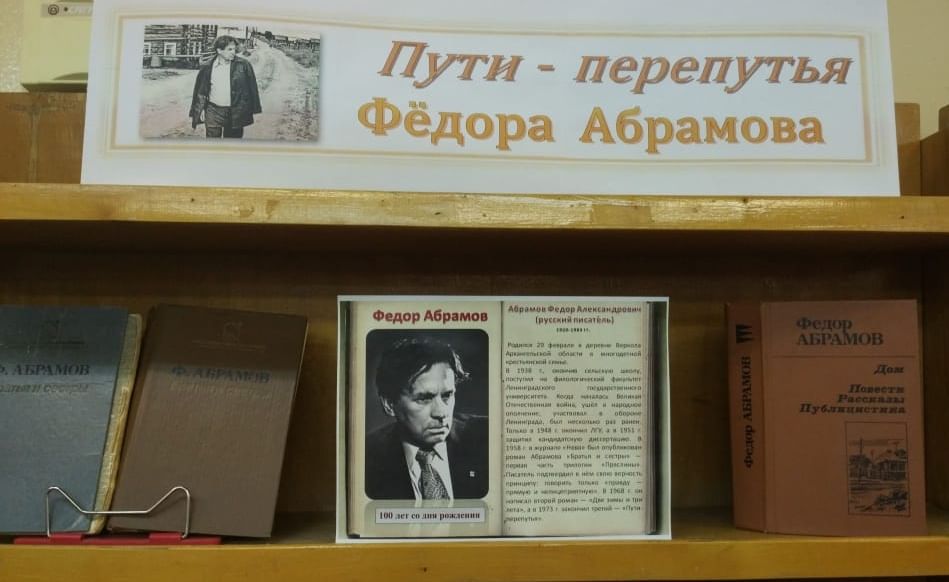 Пути - перепутья
Фёдора Абрамова
Ф. АБРАМОВ
Ф. АБРАМОВ
Федор Абрамов
100 лет со дня рождения
Абрамов Федор Александрович
(русский писатель)
1920-1983 гг.
Родился 29 февраля в деревне Веркола
Архангельской области в многодетной
крестьянской семье.
В 1938 г., окончив сельскую школу,
поступил на филологический факультет
Ленинградского государственного
университета. Когда началась Великая
Отечественная война, ушёл в народное
ополчение, участвовал в обороне
Ленинграда, был несколько раз ранен.
Только в 1948 г. окончил ЛГУ, а в 1951 г.
защитил кандидатскую диссертацию. В
1958 г. в журнале «Нева» был опубликован
роман Абрамова «Братья и сестры» —
первая часть трилогии «Пряслины».
Писатель подтвердил в нём свою верность
принципу: говорить только «правду —
прямую и нелицеприятную». В 1968 г. он
написал второй роман — «Две зимы и три
лета», а в 1973 г. закончил третий — «Пути-
перепутья».
Федор АБРАМОВ
Федор
АБРАМОВ
Дом
Повести
Рассказы
Публицистика